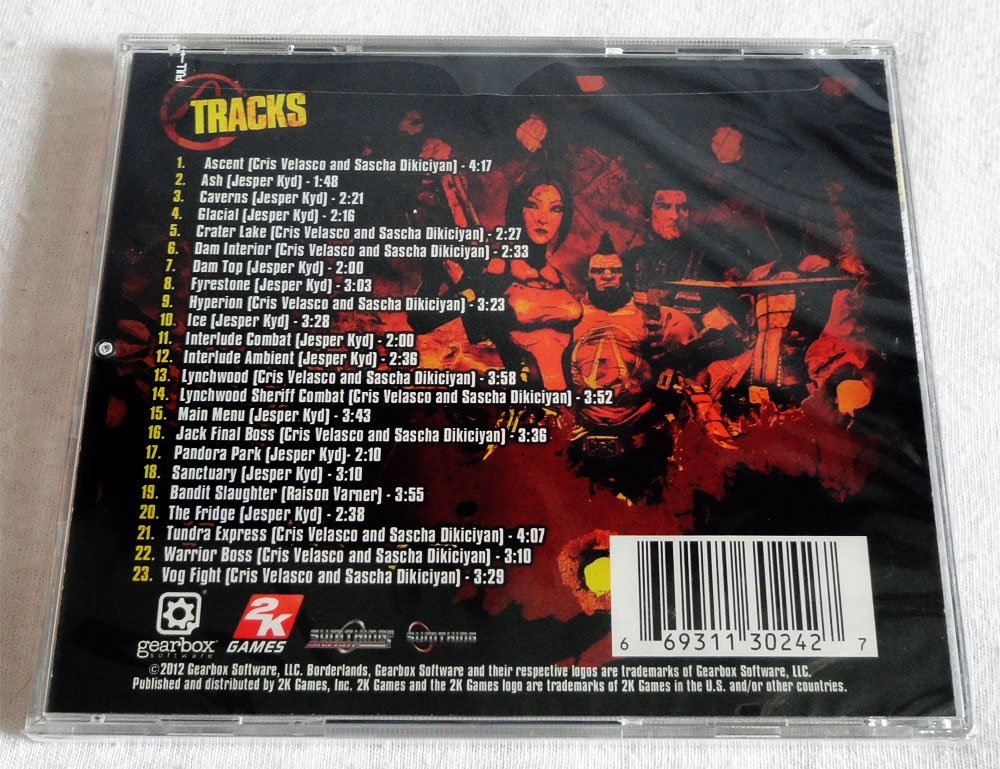 PULL
TRACKS
1. Ascent (Cris Velasco and Sascha Dikiciyan) - 4:17
2. Ash (Jesper Kyd) - 1:48
3. Caverns (Jesper Kyd) - 2:21
4. Glacial (Jesper Kyd) - 2:16
5. Crater Lake (Cris Velasco and Sascha Dikiciyan) - 2:27
6. Dam Interior (Cris Velasco and Sascha Dikiciyan) - 2:33
7. Dam Top (Jesper Kyd) - 2:00
8. Fyrestone (Jesper Kyd) - 3:03
9. Hyperion (Cris Velasco and Sascha Dikiciyan) - 3:23
10. Ice (Jesper Kyd) - 3:28
11. Interlude Combat (Jesper Kyd) - 2:00
12. Interlude Ambient (Jesper Kyd) - 2:36
13. Lynchwood (Cris Velasco and Sascha Dikiciyan) - 3:58
14. Lynchwood Sheriff Combat (Cris Velasco and Sascha Dikiciyan) - 3:52
15. Main Menu (Jesper Kyd) - 3:43
16. Jack Final Boss (Cris Velasco and Sascha Dikiciyan) - 3:36
17. Pandora Park (Jesper Kyd)- 2:10
18. Sanctuary (Jesper Kyd) - 3:10
19. Bandit Slaughter (Raison Varner) - 3:55
20. The Fridge (Jesper Kyd) - 2:38
21. Tundra Express (Cris Velasco and Sascha Dikiciyan) - 4:07
22. Warrior Boss (Cris Velasco and Sascha Dikiciyan) - 3:10
23. Vog Fight (Cris Velasco and Sascha Dikiciyan) - 3:29
gearbox software
2K GAMES
6 69311 30242 7
©2012 Gearbox Software, LLC. Borderlands, Gearbox Software and their respective logos are trademarks of Gearbox Software, LLC.
Published and distributed by 2K Games, Inc. 2K Games and the 2K Games logo are trademarks of 2K Games in the U.S. and/or other countries.